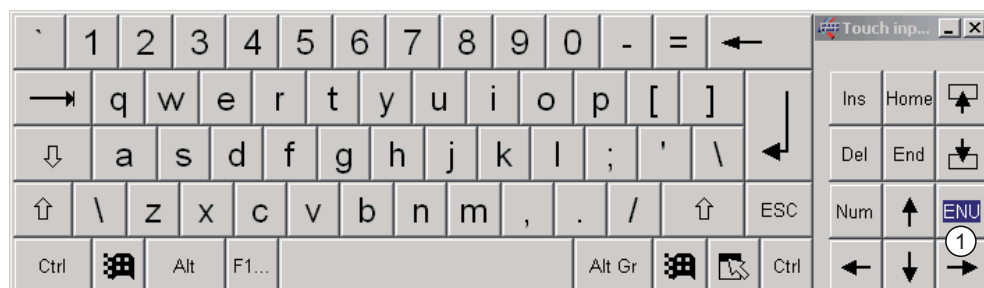 ` 1 2 3 4 5 6 7 8 9 0 - = Touch inp...
q w e r t y u i o p [ ] Ins Home
a s d f g h j k l ; ' \ Del End
\ z x c v b n m , . / ESC Num ENU
1
Ctrl Alt F1... Alt Gr Ctrl